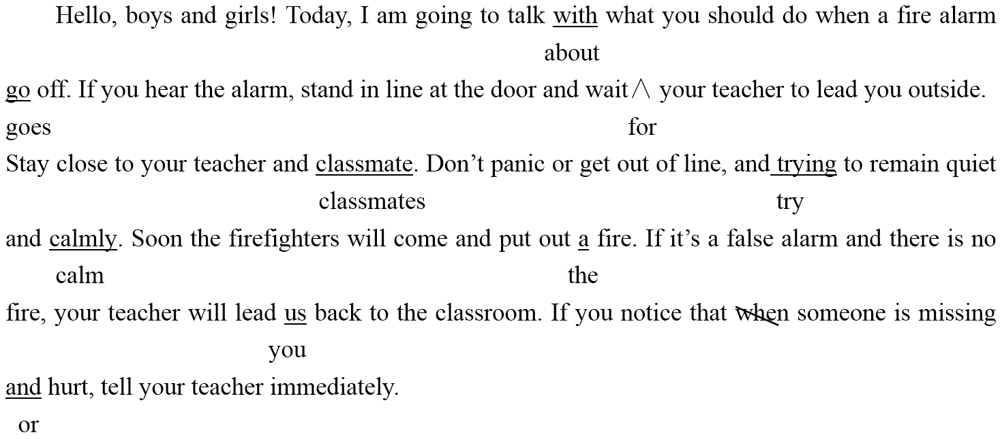 Hello, boys and girls! Today, I am going to talk with what you should do when a fire alarm
about
go off. If you hear the alarm, stand in line at the door and wait∧ your teacher to lead you outside.
goes for
Stay close to your teacher and classmate. Don’t panic or get out of line, and trying to remain quiet
classmates try
and calmly. Soon the firefighters will come and put out a fire. If it’s a false alarm and there is no
calm the
fire, your teacher will lead us back to the classroom. If you notice that when someone is missing
you
and hurt, tell your teacher immediately.
or